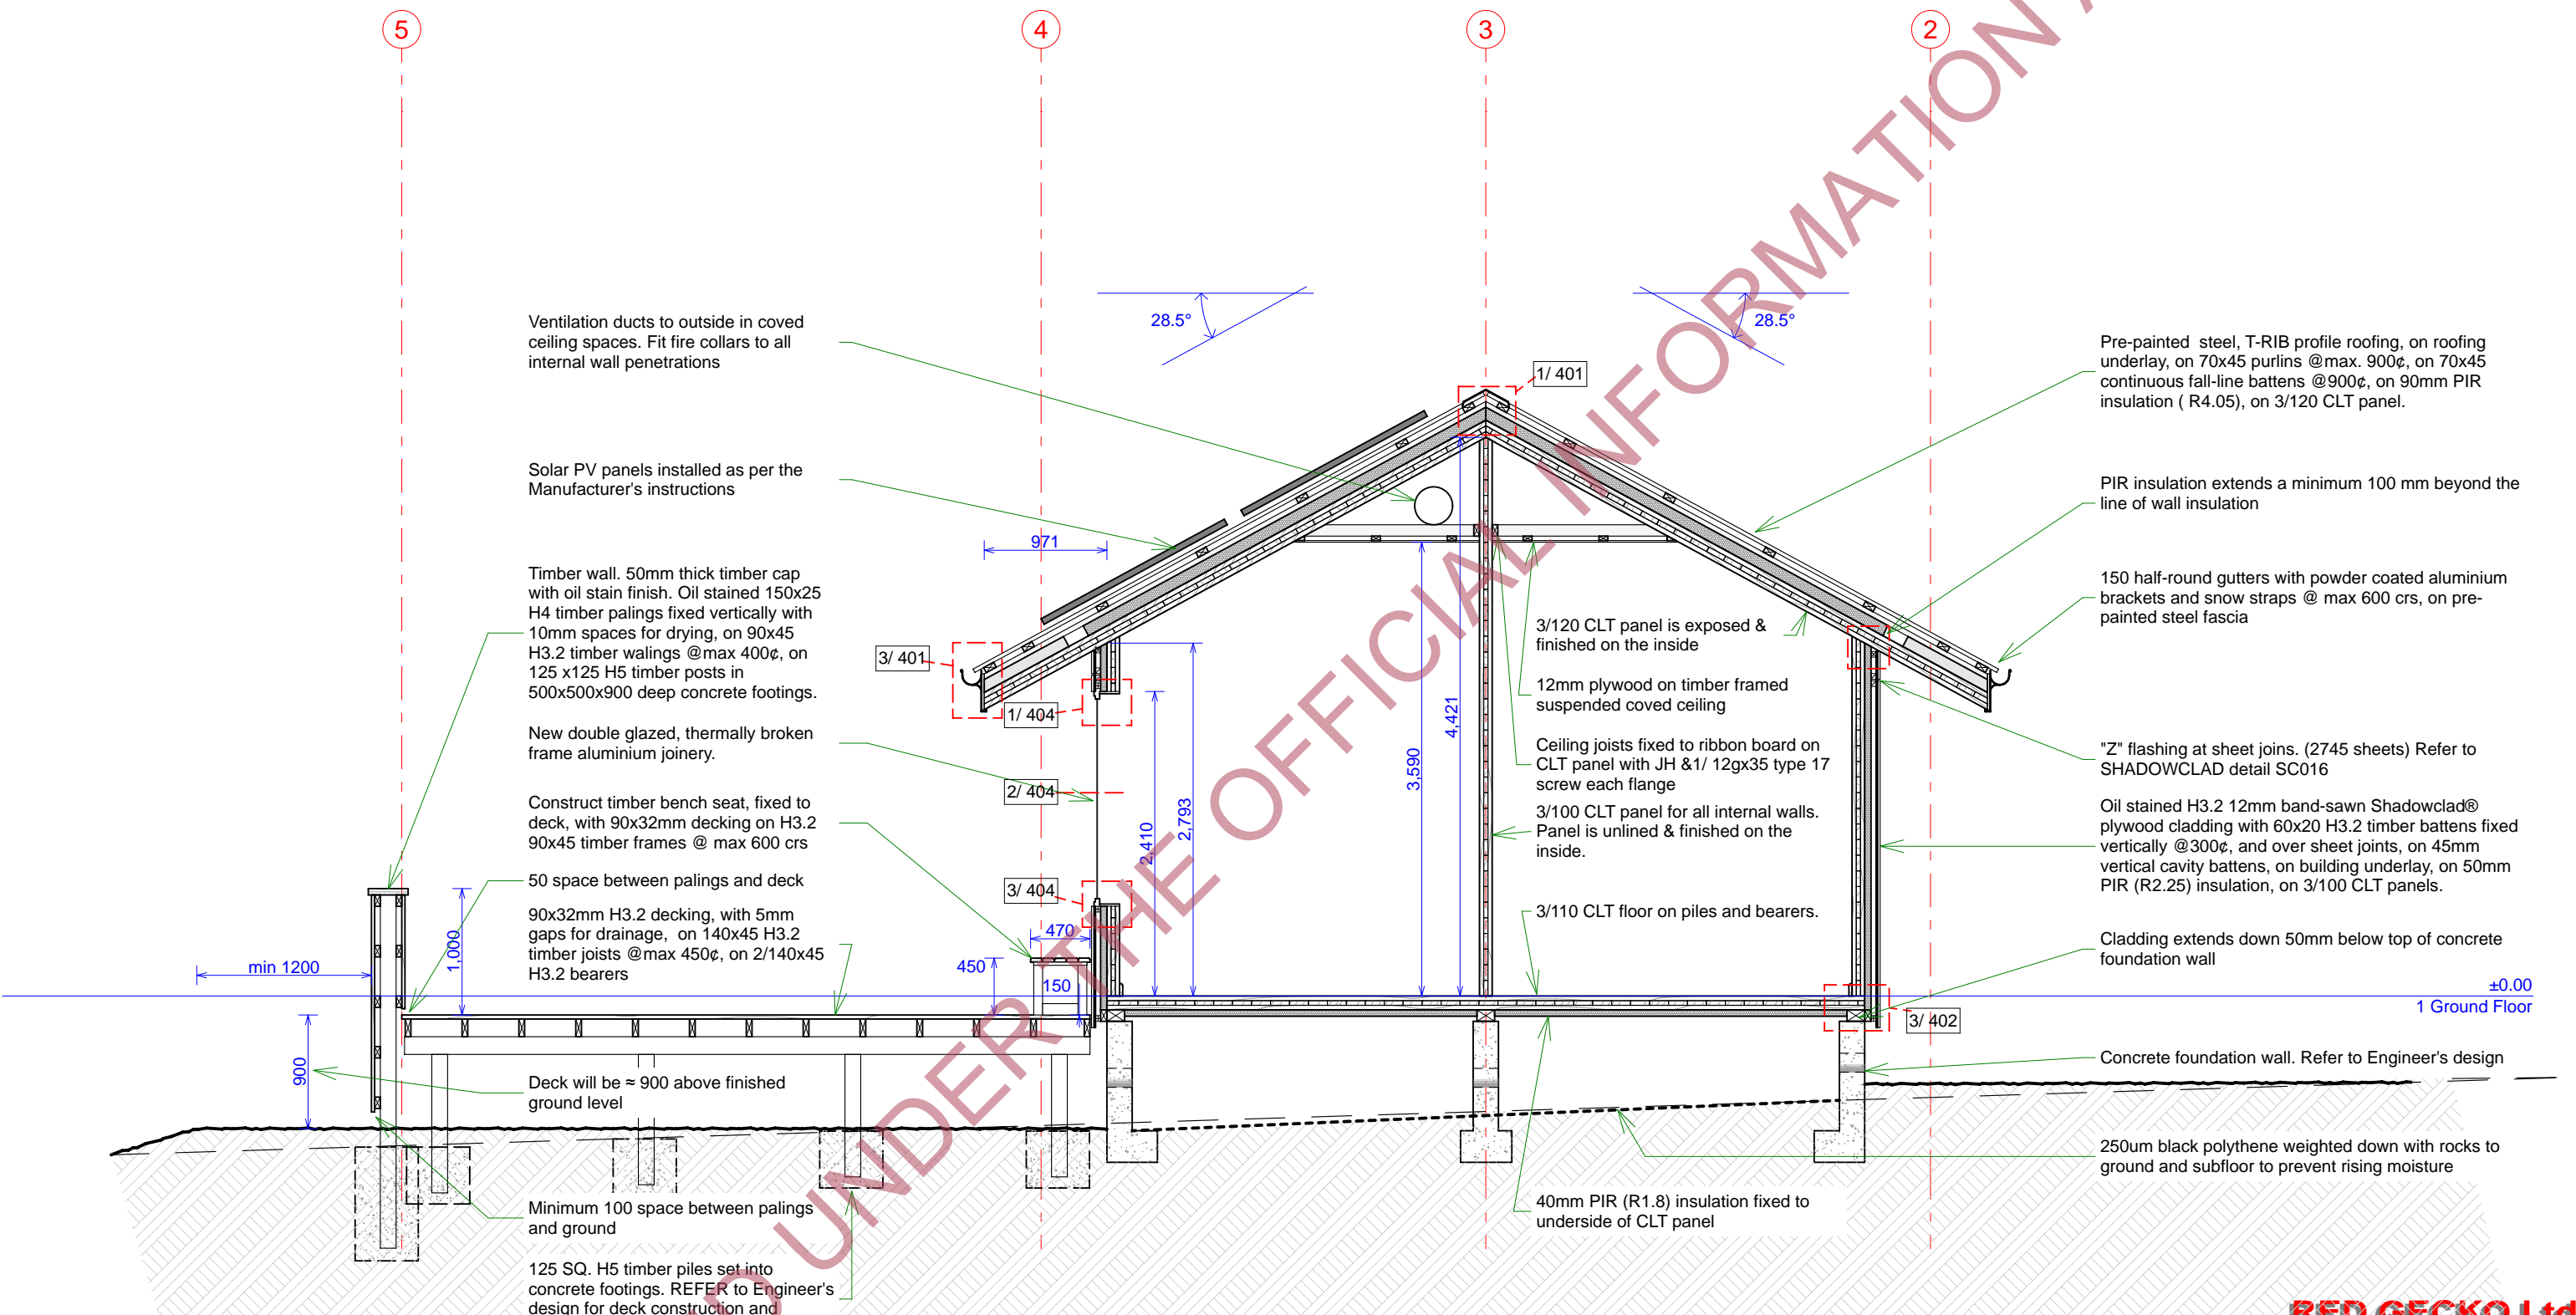 5
4
3
2
28.5°
28.5°
Ventilation ducts to outside in coved
ceiling spaces. Fit fire collars to all
internal wall penetrations
Solar PV panels installed as per the
Manufacturer's instructions
Timber wall. 50mm thick timber cap
with oil stain finish. Oil stained 150x25
H4 timber palings fixed vertically with
10mm spaces for drying, on 90x45
H3.2 timber walings @max 400¢, on
125 x125 H5 timber posts in
500x500x900 deep concrete footings.
New double glazed, thermally broken
frame aluminium joinery.
Construct timber bench seat, fixed to
deck, with 90x32mm decking on H3.2
90x45 timber frames @ max 600 crs
50 space between palings and deck
90x32mm H3.2 decking, with 5mm
gaps for drainage, on 140x45 H3.2
timber joists @max 450¢, on 2/140x45
H3.2 bearers
Deck will be ≈ 900 above finished
ground level
Minimum 100 space between palings
and ground
125 SQ. H5 timber piles set into
concrete footings. REFER to Engineer's
design for deck construction and
min 1200
1,000
900
971
470
450
150
2,410
2,793
3,590
4,421
1/ 401
3/ 401
1/ 404
2/ 404
3/ 404
3/ 402
3/120 CLT panel is exposed &
finished on the inside
12mm plywood on timber framed
suspended coved ceiling
Ceiling joists fixed to ribbon board on
CLT panel with JH &1/ 12gx35 type 17
screw each flange
3/100 CLT panel for all internal walls.
Panel is unlined & finished on the
inside.
3/110 CLT floor on piles and bearers.
40mm PIR (R1.8) insulation fixed to
underside of CLT panel
Pre-painted steel, T-RIB profile roofing, on roofing
underlay, on 70x45 purlins @max. 900¢, on 70x45
continuous fall-line battens @900¢, on 90mm PIR
insulation ( R4.05), on 3/120 CLT panel.
PIR insulation extends a minimum 100 mm beyond the
line of wall insulation
150 half-round gutters with powder coated aluminium
brackets and snow straps @ max 600 crs, on pre-
painted steel fascia
"Z" flashing at sheet joins. (2745 sheets) Refer to
SHADOWCLAD detail SC016
Oil stained H3.2 12mm band-sawn Shadowclad®
plywood cladding with 60x20 H3.2 timber battens fixed
vertically @300¢, and over sheet joints, on 45mm
vertical cavity battens, on building underlay, on 50mm
PIR (R2.25) insulation, on 3/100 CLT panels.
Cladding extends down 50mm below top of concrete
foundation wall
±0.00
1 Ground Floor
Concrete foundation wall. Refer to Engineer's design
250um black polythene weighted down with rocks to
ground and subfloor to prevent rising moisture
UNDER THE OFFICIAL INFORMATION
RED GECKO Ltd